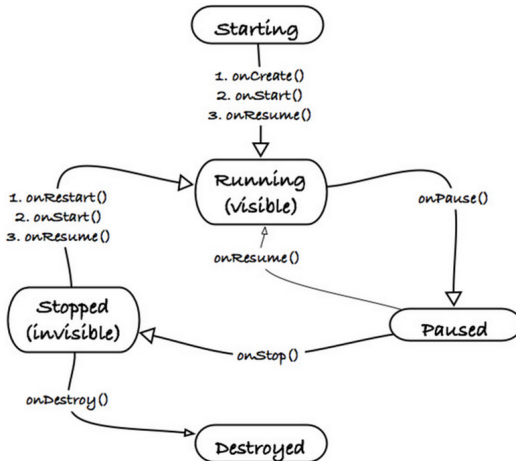 Starting
1. onCreate()
2. onStart()
3. onResume()
Running
(visible)
onPause()
1. onRestart()
2. onStart()
3. onResume()
onResume()
Stopped
(invisible)
Paused
onStop()
onDestroy()
Destroyed